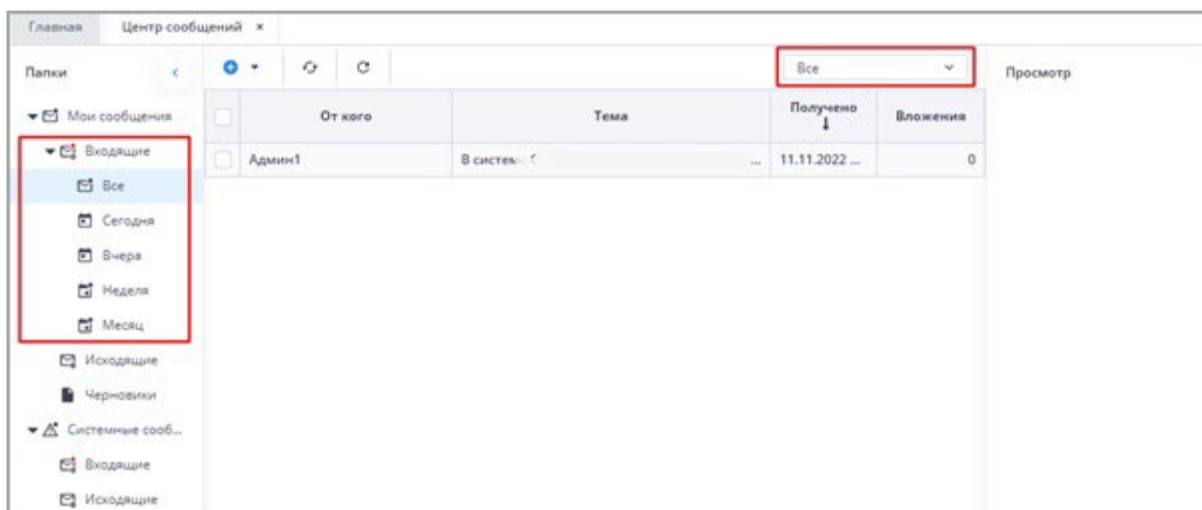 Главная Центр сообщений ×
Папки
Все
Просмотр
Мои сообщения
От кого Тема Получено Вложения
Входящие
Админ1 ... 11.11.2022 ... 0
Все
Сегодня
Вчера
Неделя
Месяц
Исходящие
Черновики
Системные сооб...
Входящие
Исходящие